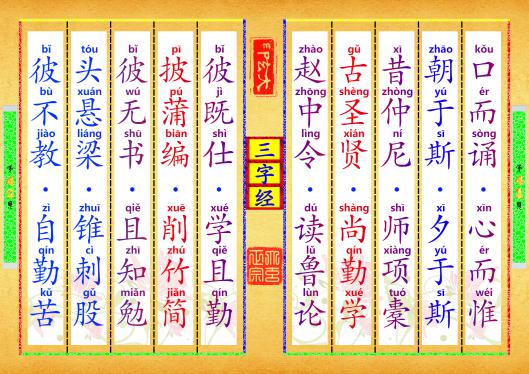 kǒu ér sòng xīn ér wéi
口而诵·心而惟
zhāo yú sī xī yú sī
朝于斯·夕于斯
xī zhòng ní shī xiàng tuó
昔仲尼·师项橐
gǔ shèng xián shàng qín xué
古圣贤·尚勤学
zhào zhōng lìng dú lǔ lùn
赵中令·读鲁论
三字经
bǐ jì shì xué qiě qín
彼既仕·学且勤
pī pú biān xuē zhú jiǎn
披蒲编·削竹简
bǐ wú shū qiě zhī miǎn
彼无书·且知勉
tóu xuán liáng zhuī cì gǔ
头悬梁·锥刺股
bǐ bù jiào zì qín kǔ
彼不教·自勤苦